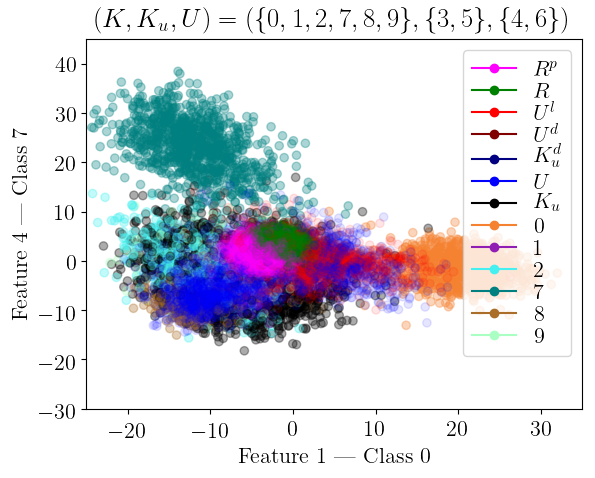 (K, K_u, U) = ({0, 1, 2, 7, 8, 9}, {3, 5}, {4, 6})
Feature 4 — Class 7
40
30
20
10
0
−10
−20
−30
−20
−10
0
10
20
30
Feature 1 — Class 0
R^p
R
U^l
U^d
K_u^d
U
K_u
0
1
2
7
8
9